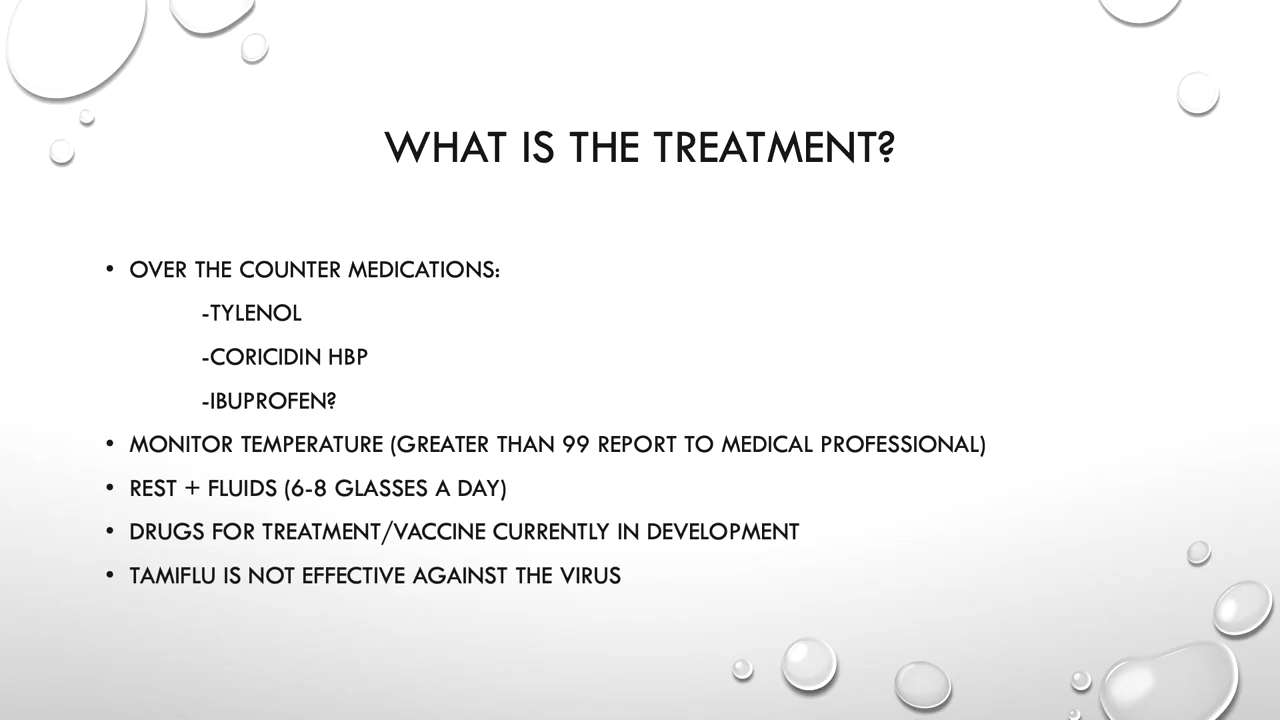 WHAT IS THE TREATMENT?
• OVER THE COUNTER MEDICATIONS:
-TYLENOL
-CORICIDIN HBP
-IBUPROFEN?
• MONITOR TEMPERATURE (GREATER THAN 99 REPORT TO MEDICAL PROFESSIONAL)
• REST + FLUIDS (6-8 GLASSES A DAY)
• DRUGS FOR TREATMENT/VACCINE CURRENTLY IN DEVELOPMENT
• TAMIFLU IS NOT EFFECTIVE AGAINST THE VIRUS